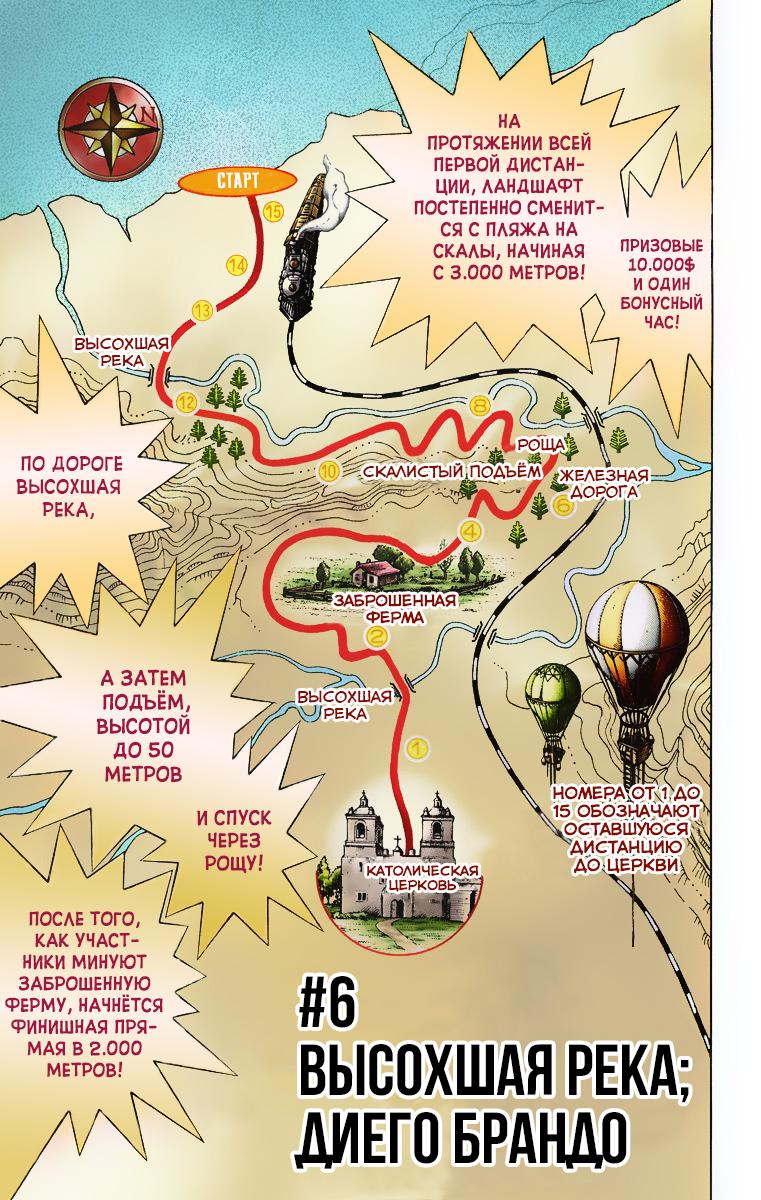 НА
ПРОТЯЖЕНИИ ВСЕЙ
ПЕРВОЙ ДИСТАН-
ЦИИ, ЛАНДШАФТ
ПОСТЕПЕННО СМЕНИТ-
СЯ С ПЛЯЖА НА
СКАЛЫ, НАЧИНАЯ
С 3.000 МЕТРОВ!
N
СТАРТ
15
ПРИЗОВЫЕ
10.000$
И ОДИН
БОНУСНЫЙ
ЧАС!
14
13
ВЫСОХШАЯ
РЕКА
12
8
РОЩА
10
СКАЛИСТЫЙ ПОДЪЁМ
ЖЕЛЕЗНАЯ
ДОРОГА
6
4
ПО ДОРОГЕ
ВЫСОХШАЯ
РЕКА,
ЗАБРОШЕННАЯ
ФЕРМА
2
А ЗАТЕМ
ПОДЪЁМ,
ВЫСОТОЙ
ДО 50
МЕТРОВ
ВЫСОХШАЯ
РЕКА
1
НОМЕРА ОТ 1 ДО
15 ОБОЗНАЧАЮТ
ОСТАВШУЮСЯ
ДИСТАНЦИЮ
ДО ЦЕРКВИ
И СПУСК
ЧЕРЕЗ
РОЩУ!
КАТОЛИЧЕСКАЯ
ЦЕРКОВЬ
ПОСЛЕ ТОГО,
КАК УЧАСТ-
НИКИ МИНУЮТ
ЗАБРОШЕННУЮ
ФЕРМУ, НАЧНЁТСЯ
ФИНИШНАЯ ПРЯ-
МАЯ В 2.000
МЕТРОВ!
#6
ВЫСОХШАЯ РЕКА;
ДИЕГО БРАНДО